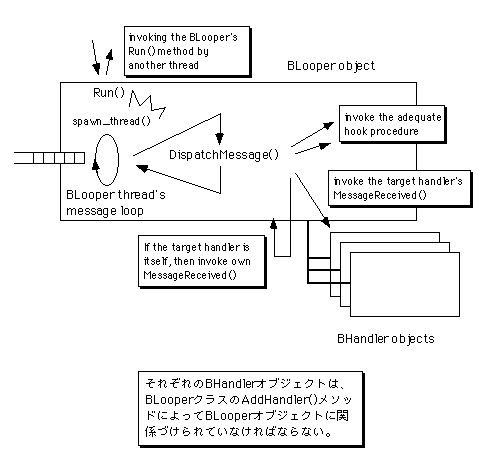 invoking the BLooper's
Run() method by
another thread
BLooper object
Run()
spawn_thread()
invoke the adequate
hook procedure
DispatchMessage()
invoke the target handler's
MessageReceived()
BLooper thread's
message loop
If the target handler is
itself, then invoke own
MessageReceived()
BHandler objects
それぞれのBHandlerオブジェクトは、
BLooperクラスのAddHandler()メソッ
ドによってBLooperオブジェクトに関
係づけられていなければならない。